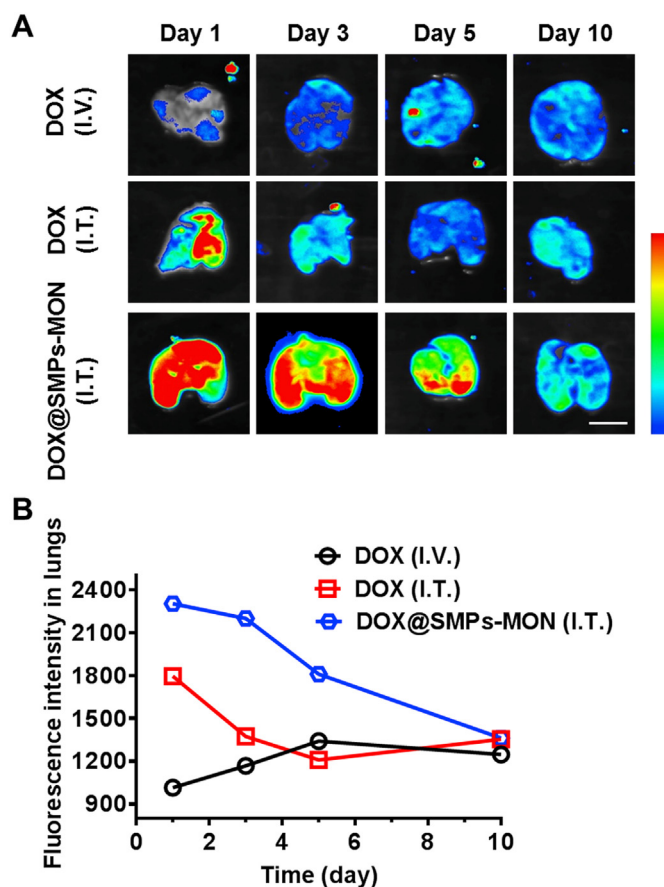 A
Day 1 Day 3 Day 5 Day 10
DOX
(I.V.)
DOX
(I.T.)
DOX@SMPs-MON
(I.T.)
B
DOX (I.V.)
DOX (I.T.)
DOX@SMPs-MON (I.T.)
Fluorescence intensity in lungs
2400
2100
1800
1500
1200
900
0 2 4 6 8 10
Time (day)